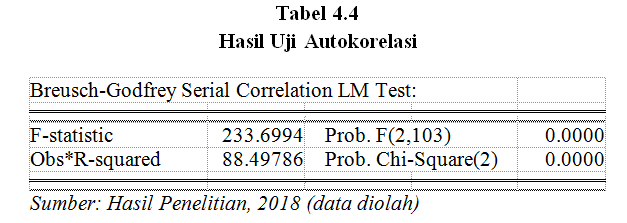 Tabel 4.4
Hasil Uji Autokorelasi
Breusch-Godfrey Serial Correlation LM Test:
F-statistic 233.6994 Prob. F(2,103) 0.0000
Obs*R-squared 88.49786 Prob. Chi-Square(2) 0.0000
Sumber: Hasil Penelitian, 2018 (data diolah)